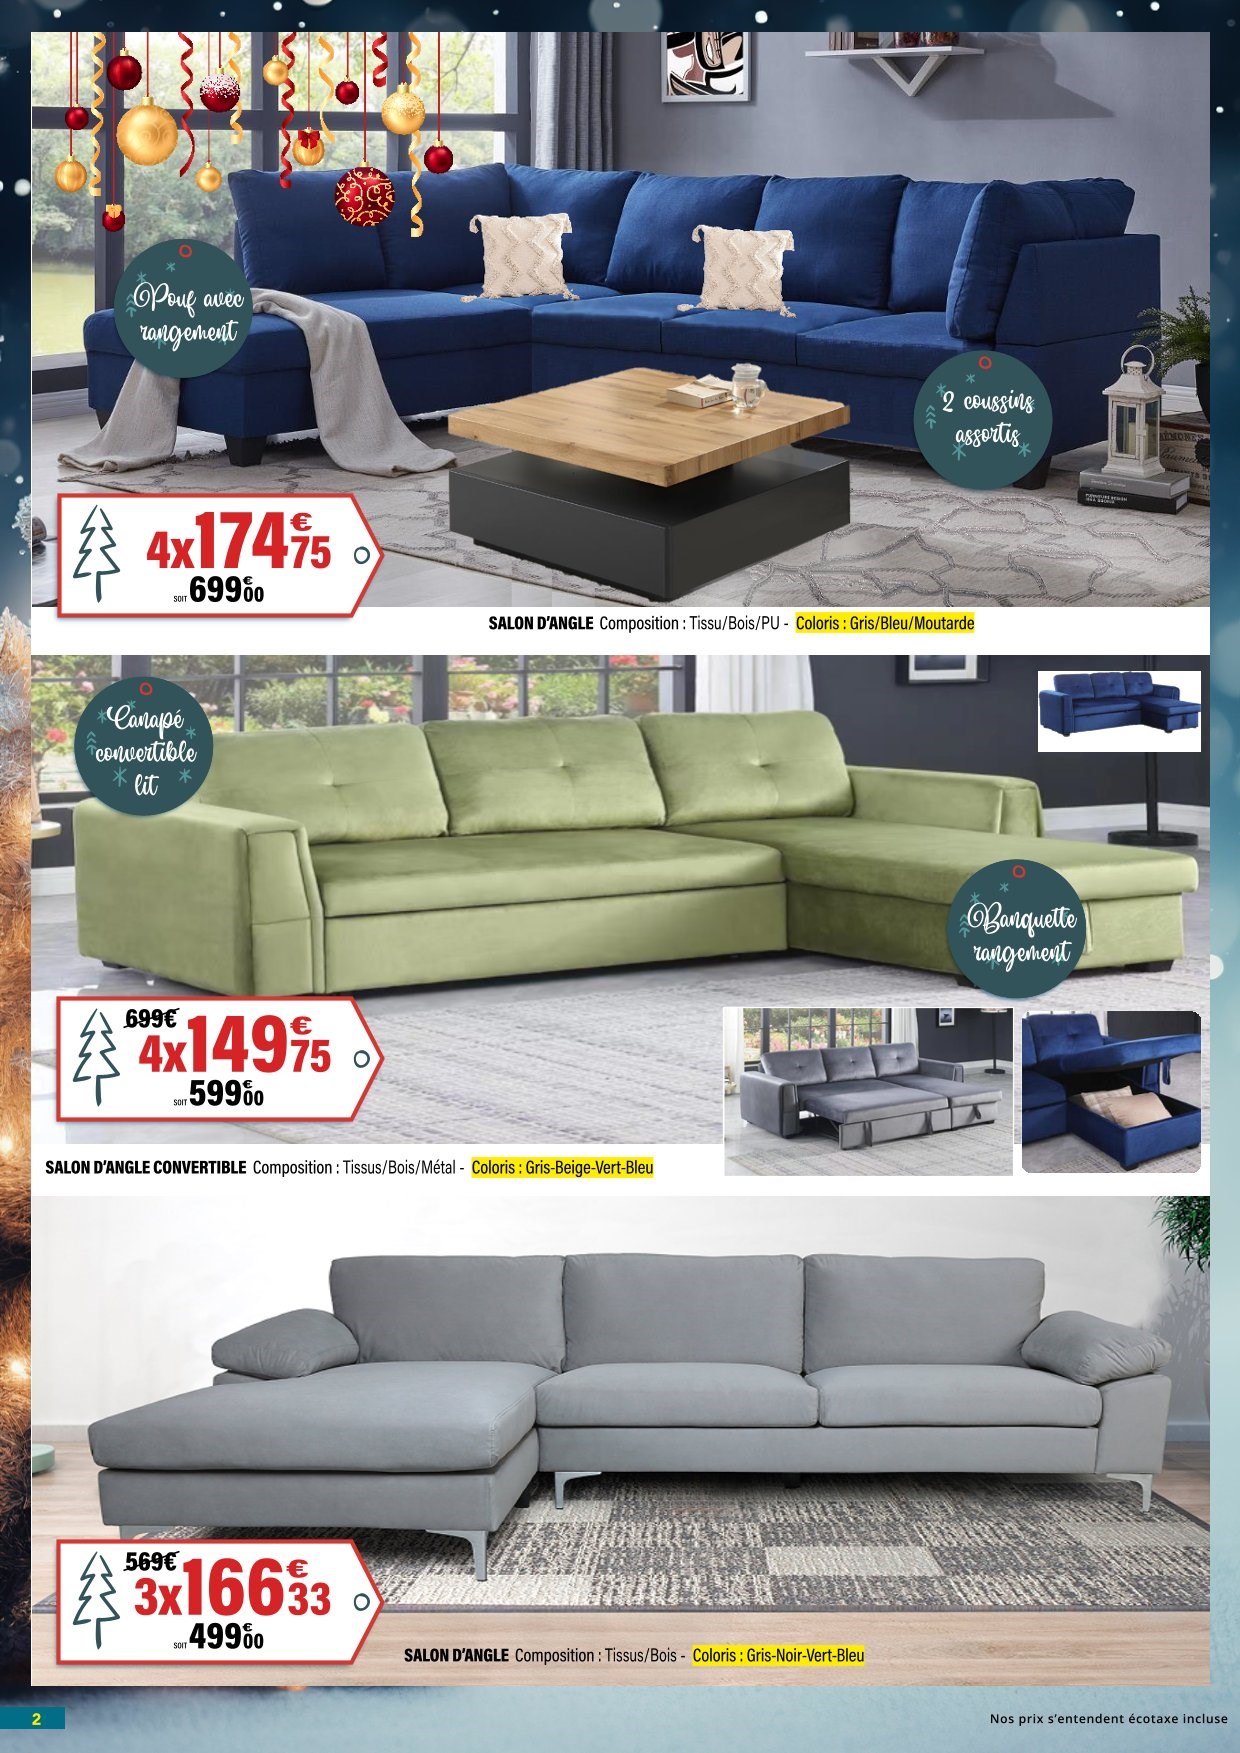 Pouf avec
rangement
2 coussins
assortis
4x174€75
SOIT 699€00
SALON D'ANGLE Composition : Tissu/Bois/PU - Coloris : Gris/Bleu/Moutarde
Canapé
convertible
lit
Banquette
rangement
699€
4x149€75
SOIT 599€00
SALON D'ANGLE CONVERTIBLE Composition : Tissus/Bois/Métal - Coloris : Gris-Beige-Vert-Bleu
569€
3x166€33
SOIT 499€00
SALON D'ANGLE Composition : Tissus/Bois - Coloris : Gris-Noir-Vert-Bleu
2
Nos prix s'entendent écotaxe incluse